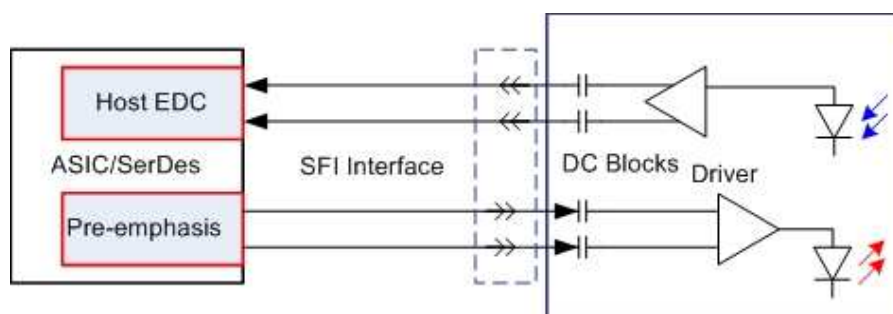 Host EDC
ASIC/SerDes
SFI Interface
DC Blocks
Driver
Pre-emphasis